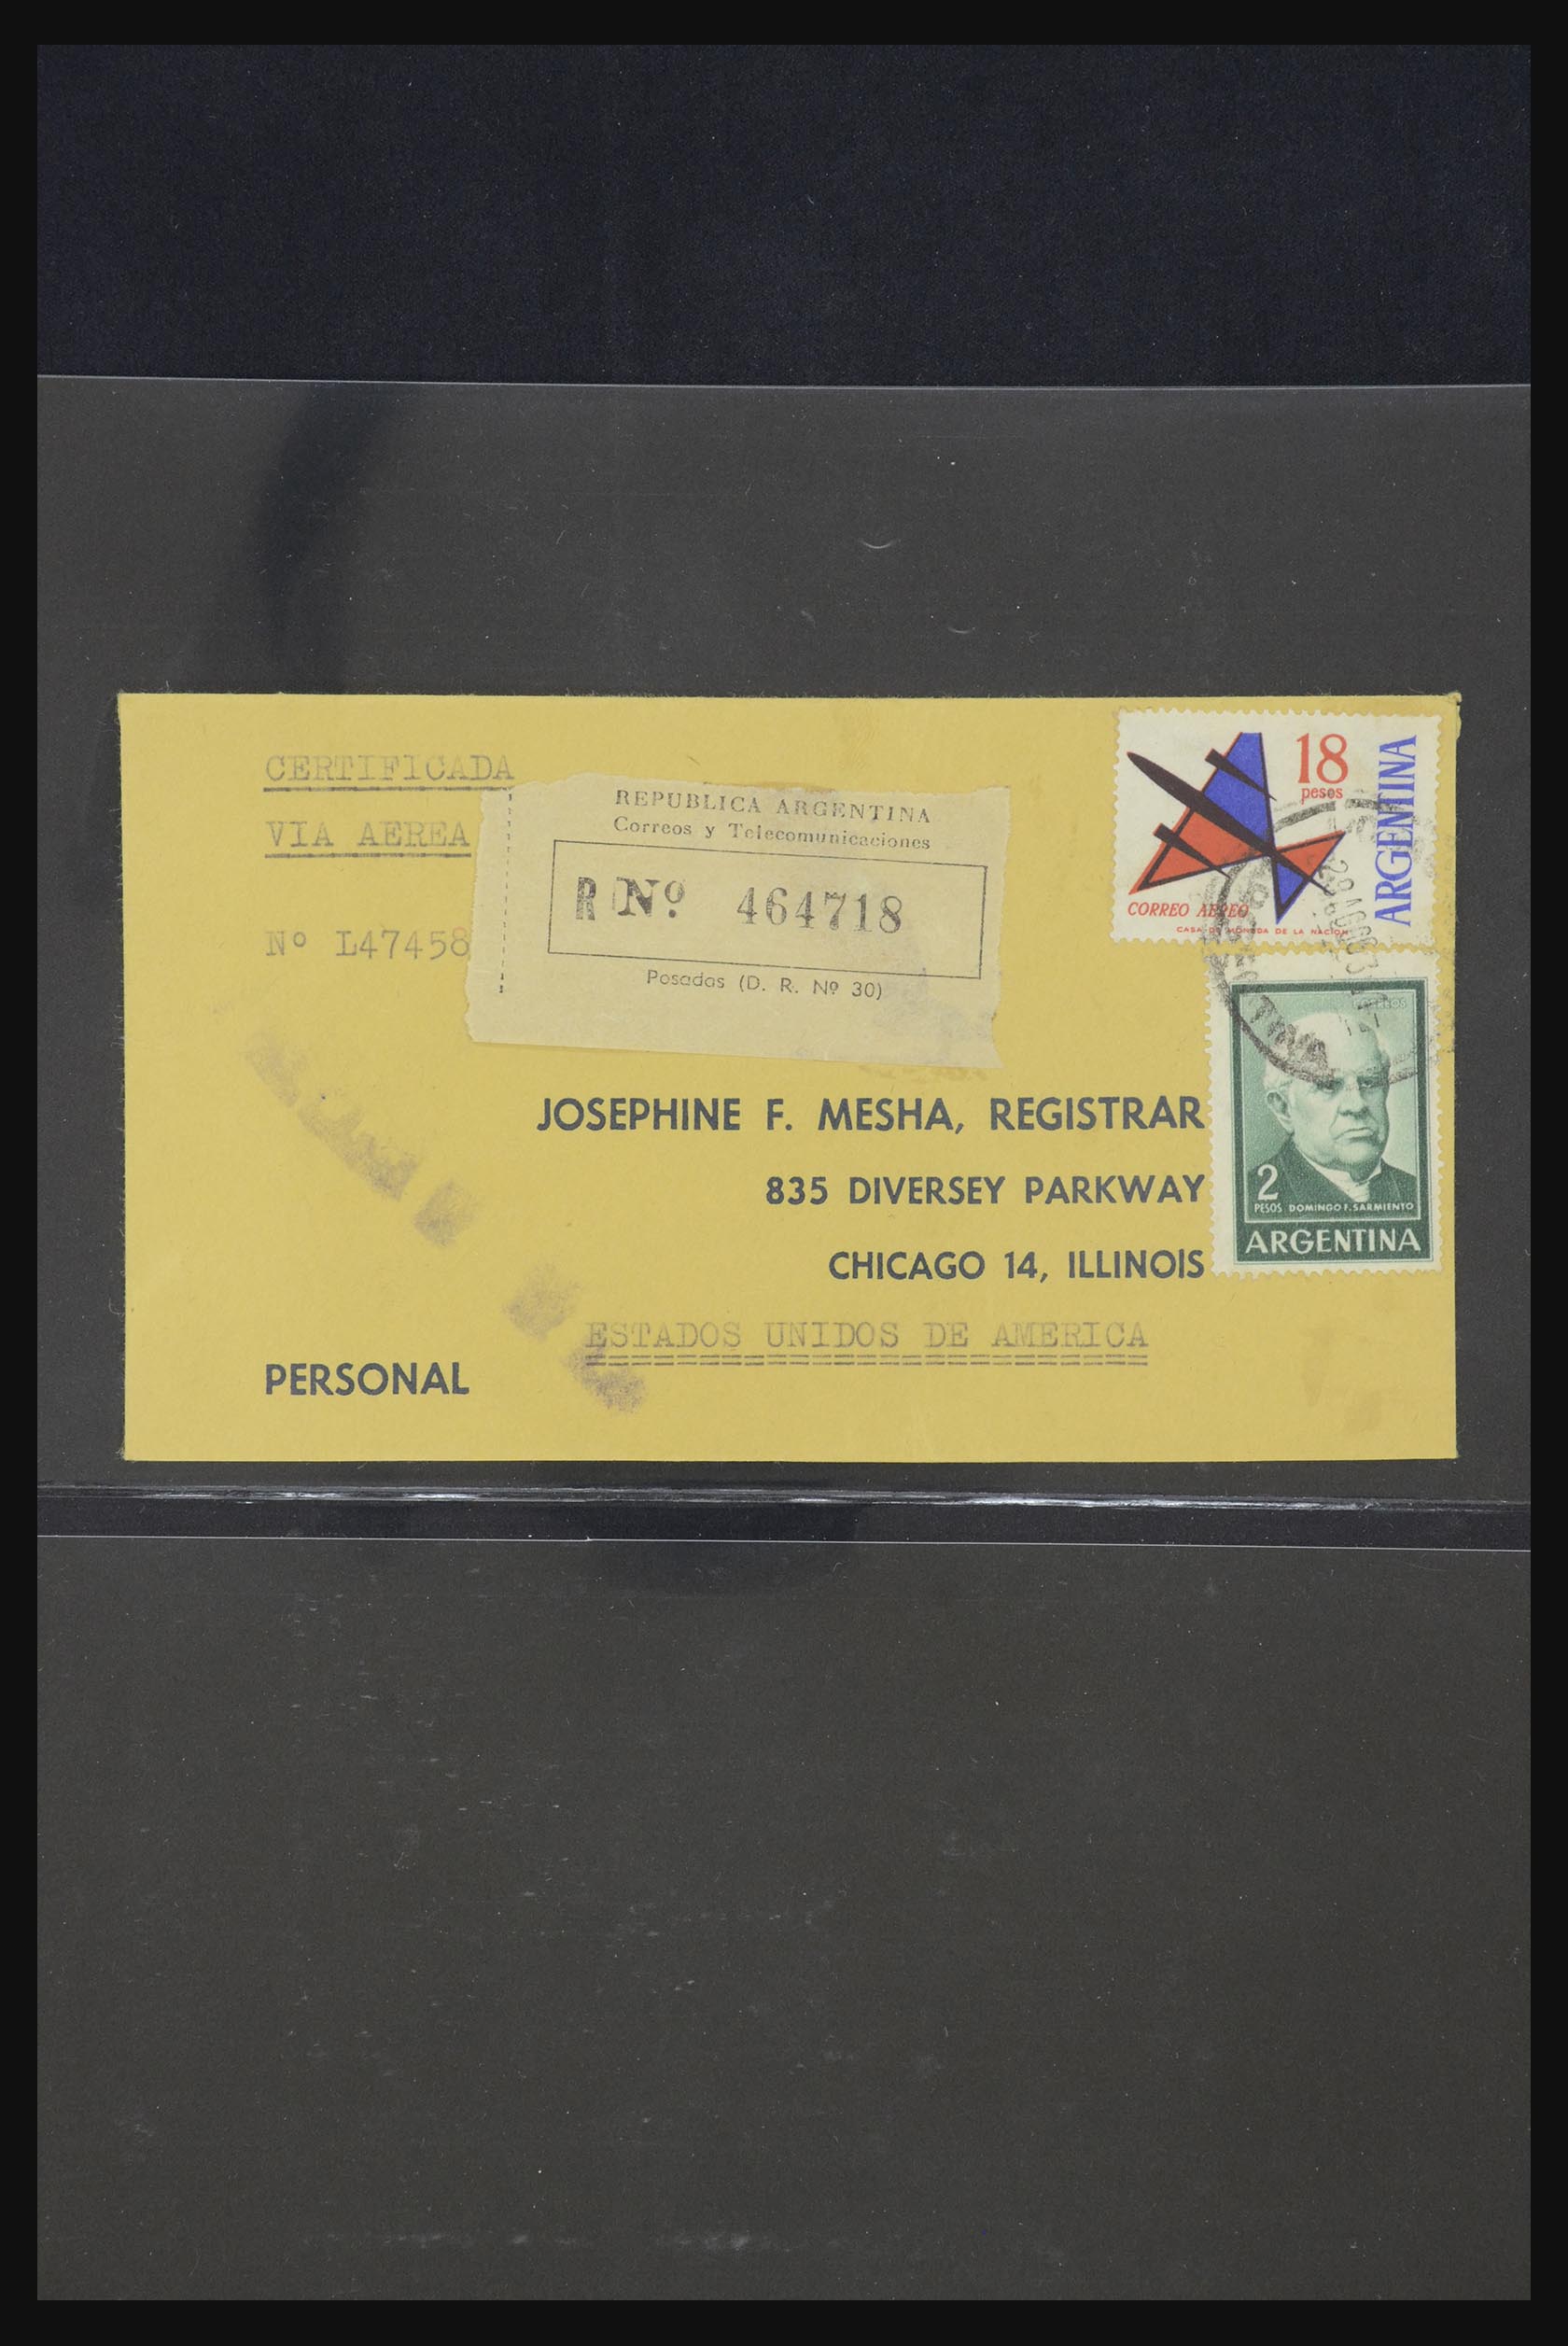 CERTIFICADA
VIA AEREA
Nº L47458
REPUBLICA ARGENTINA
Correos y Telecomunicaciones
R Nº 464718
Posadas (D. R. Nº 30)
18
pesos
ARGENTINA
CORREO AEREO
CASA DE MONEDA DE LA NACION
CORREOS
2
PESOS DOMINGO F. SARMIENTO
ARGENTINA
JOSEPHINE F. MESHA, REGISTRAR
835 DIVERSEY PARKWAY
CHICAGO 14, ILLINOIS
ESTADOS UNIDOS DE AMERICA
PERSONAL